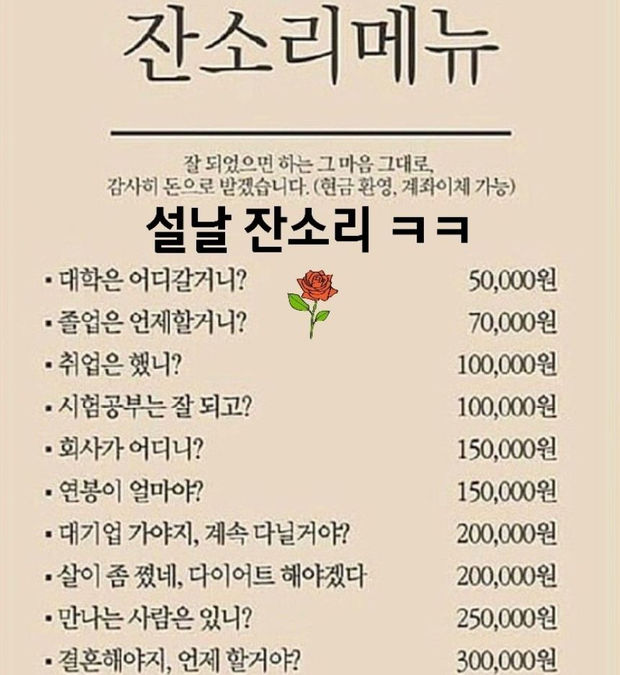 잔소리메뉴
잘 되었으면 하는 그 마음 그대로,
감사히 돈으로 받겠습니다. (현금 환영, 계좌이체 가능)
설날 잔소리 ㅋㅋ
▪ 대학은 어디갈거니? 50,000원
▪ 졸업은 언제할거니? 70,000원
▪ 취업은 했니? 100,000원
▪ 시험공부는 잘 되고? 100,000원
▪ 회사가 어디니? 150,000원
▪ 연봉이 얼마야? 150,000원
▪ 대기업 가야지, 계속 다닐거야? 200,000원
▪ 살이 좀 쪘네, 다이어트 해야겠다 200,000원
▪ 만나는 사람은 있니? 250,000원
▪ 결혼해야지, 언제 할거야? 300,000원